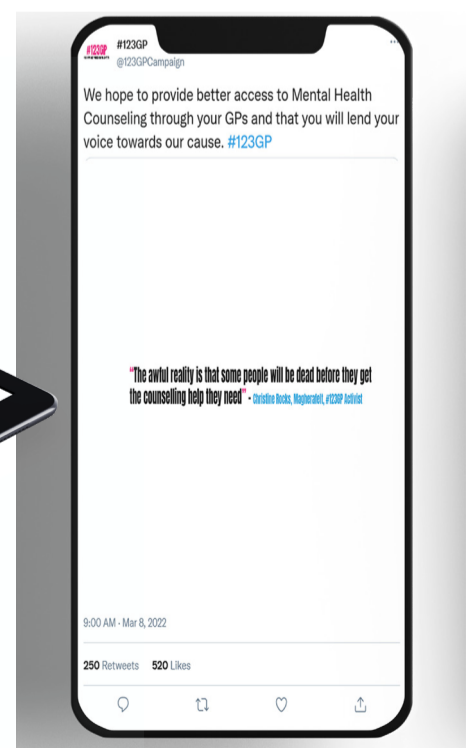 #123GP
#123GP
@123GPCampaign
We hope to provide better access to Mental Health
Counseling through your GPs and that you will lend your
voice towards our cause. #123GP
"The awful reality is that some people will be dead before they get
the counselling help they need" - Christine Rocks, Magherafelt, #123GP Activist
9:00 AM · Mar 8, 2022
250 Retweets 520 Likes